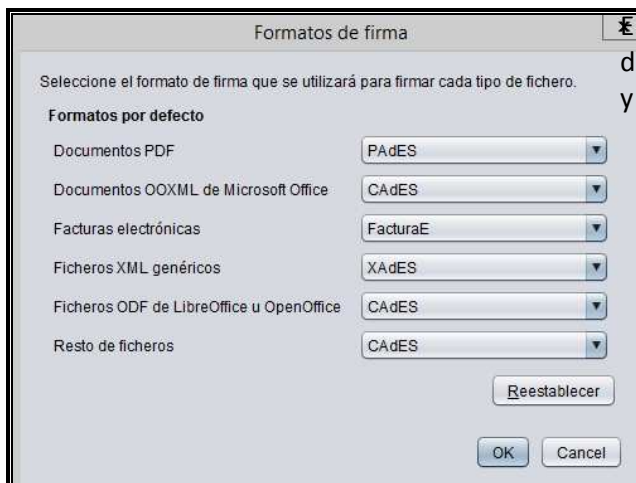 Formatos de firma
Seleccione el formato de firma que se utilizará para firmar cada tipo de fichero.
Formatos por defecto
Documentos PDF PAdES
Documentos OOXML de Microsoft Office CAdES
Facturas electrónicas FacturaE
Ficheros XML genéricos XAdES
Ficheros ODF de LibreOffice u OpenOffice CAdES
Resto de ficheros CAdES
Reestablecer
OK Cancel
E
d
y